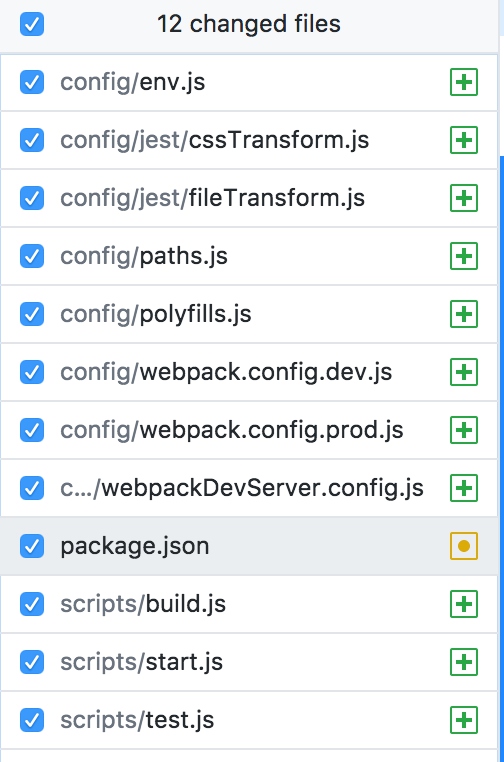 12 changed files
config/env.js
config/jest/cssTransform.js
config/jest/fileTransform.js
config/paths.js
config/polyfills.js
config/webpack.config.dev.js
config/webpack.config.prod.js
c.../webpackDevServer.config.js
package.json
scripts/build.js
scripts/start.js
scripts/test.js